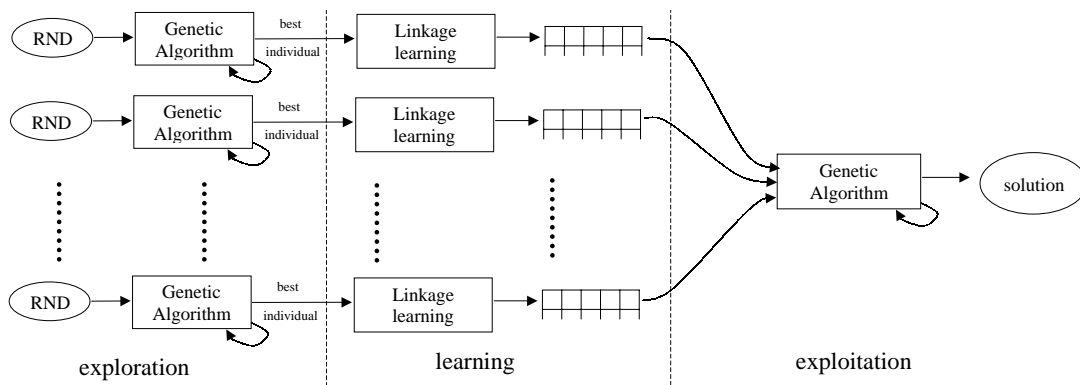 RND
Genetic
Algorithm
best
individual
Linkage
learning
RND
Genetic
Algorithm
best
individual
Linkage
learning
Genetic
Algorithm
solution
RND
Genetic
Algorithm
best
individual
Linkage
learning
exploration
learning
exploitation